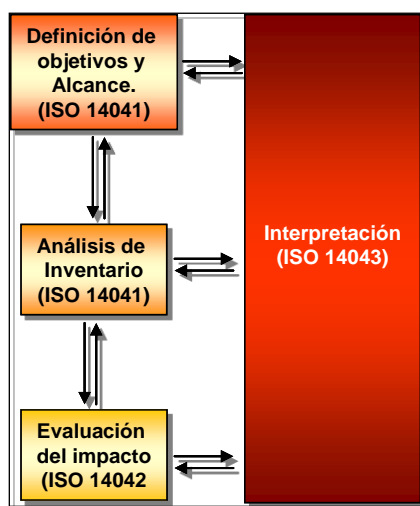 Definición de
objetivos y
Alcance.
(ISO 14041)
Interpretación
(ISO 14043)
Análisis de
Inventario
(ISO 14041)
Evaluación
del impacto
(ISO 14042